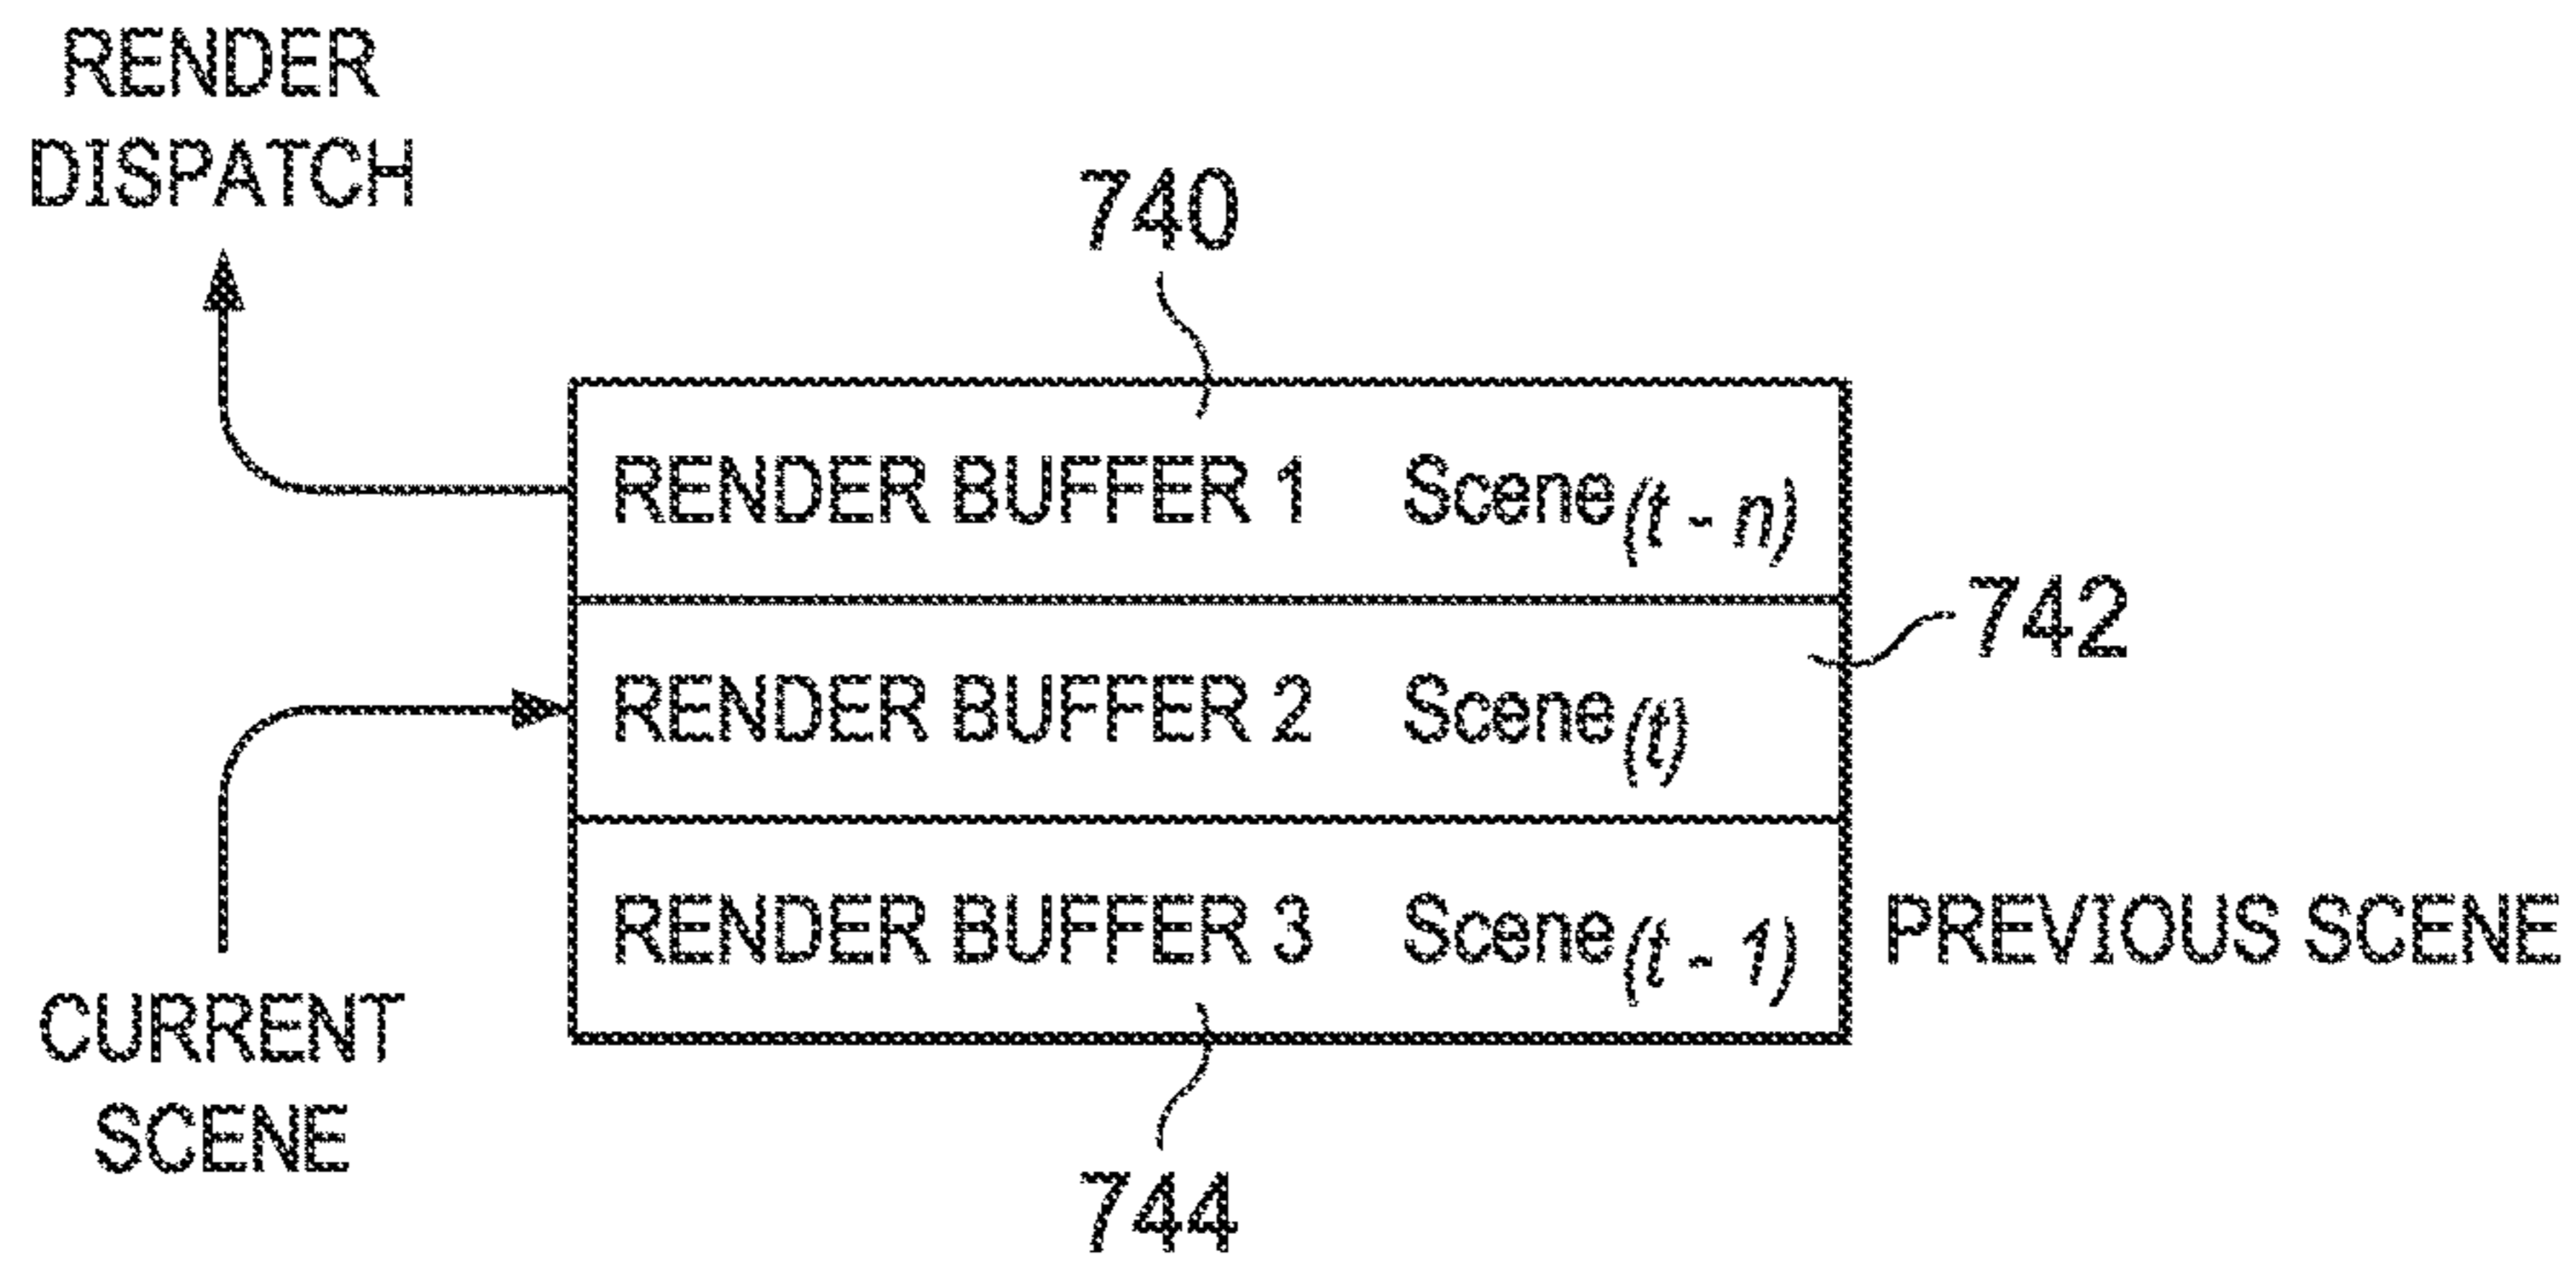 RENDER
DISPATCH
740
RENDER BUFFER 1 Scene(t - n)
742
RENDER BUFFER 2 Scene(t)
RENDER BUFFER 3 Scene(t - 1)
PREVIOUS SCENE
CURRENT
SCENE
744